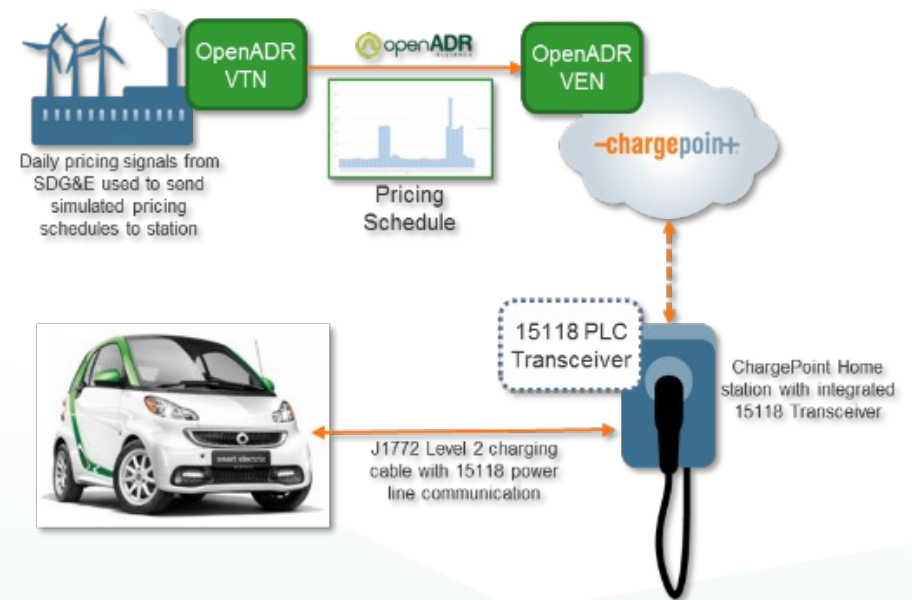 OpenADR
VTN
openADR
ALLIANCE
OpenADR
VEN
Daily pricing signals from
SDG&E used to send
simulated pricing
schedules to station
Pricing
Schedule
-chargepoin+.
15118 PLC
Transceiver
ChargePoint Home
station with integrated
15118 Transceiver
smart electric
J1772 Level 2 charging
cable with 15118 power
line communication